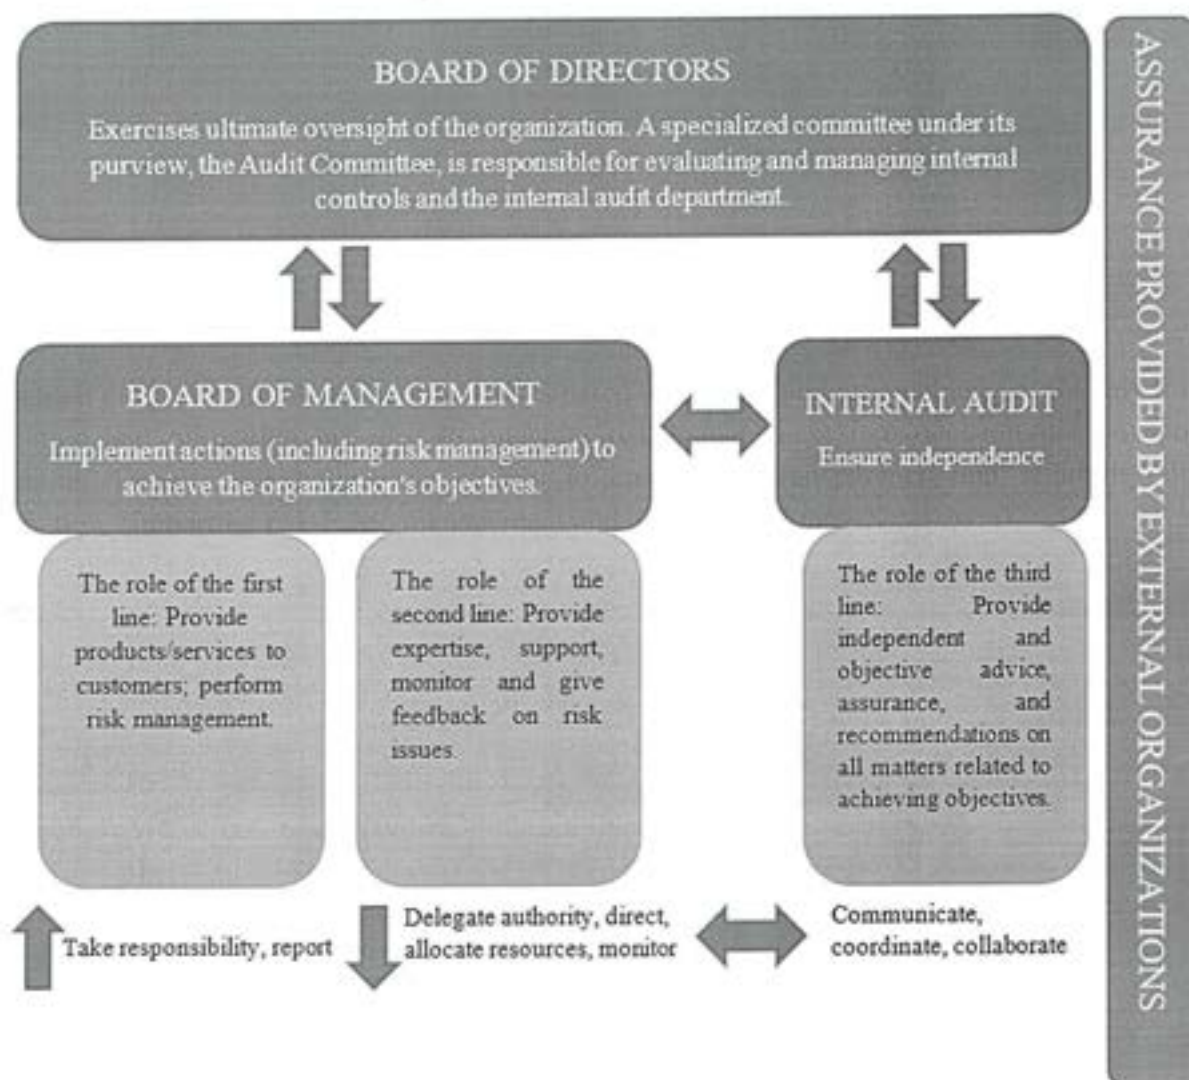 BOARD OF DIRECTORS
Exercises ultimate oversight of the organization. A specialized committee under its
purview, the Audit Committee, is responsible for evaluating and managing internal
controls and the internal audit department.
BOARD OF MANAGEMENT
Implement actions (including risk management) to
achieve the organization's objectives.
INTERNAL AUDIT
Ensure independence
The role of the first
line: Provide
products/services to
customers; perform
risk management.
The role of the
second line: Provide
expertise, support,
monitor and give
feedback on risk
issues.
The role of the third
line: Provide
independent and
objective advice,
assurance, and
recommendations on
all matters related to
achieving objectives.
Take responsibility, report
Delegate authority, direct,
allocate resources, monitor
Communicate,
coordinate, collaborate
ASSURANCE PROVIDED BY EXTERNAL ORGANIZATIONS